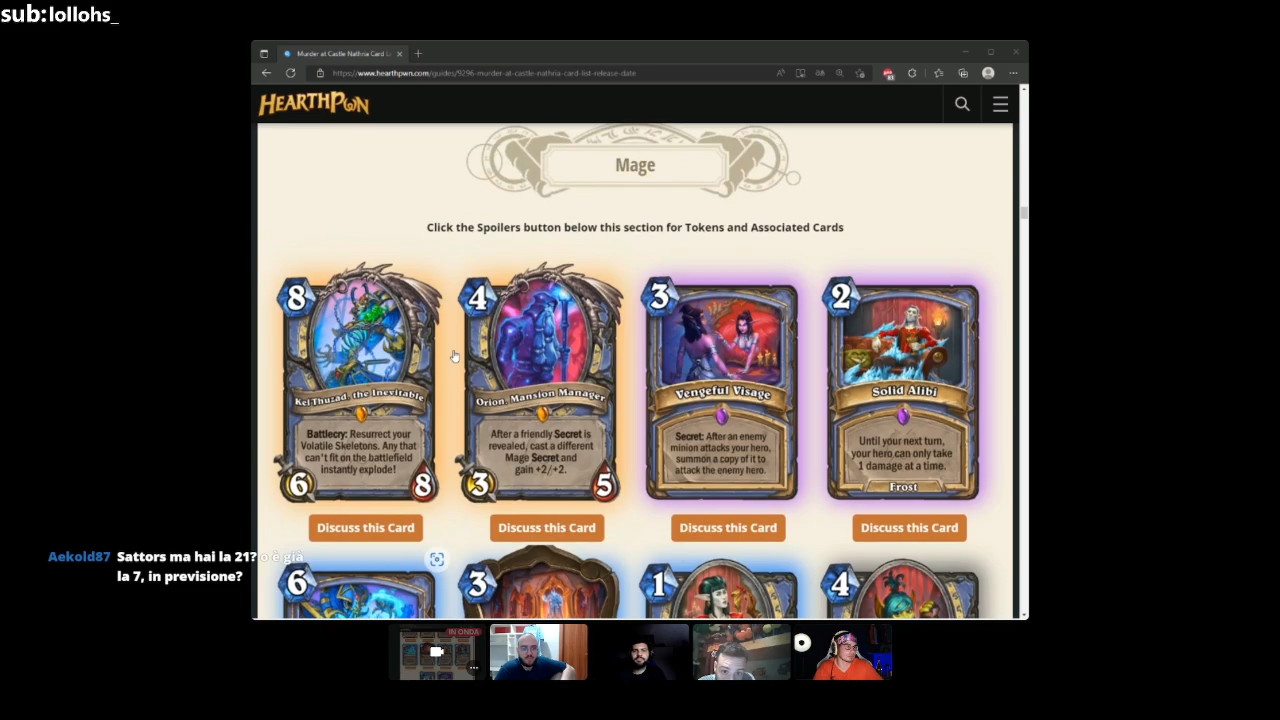 sub:lollohs_
Murder at Castle Nathria Card L
https://www.hearthpwn.com/guides/9296-murder-at-castle-nathria-card-list-release-date
HEARTHPWN
Mage
Click the Spoilers button below this section for Tokens and Associated Cards
8
Kel'Thuzad, the Inevitable
Battlecry: Resurrect your
Volatile Skeletons. Any that
can't fit on the battlefield
instantly explode!
6
8
Discuss this Card
4
Orion, Mansion Manager
After a friendly Secret is
revealed, cast a different
Mage Secret and
gain +2/+2.
3
5
Discuss this Card
3
Vengeful Visage
Secret: After an enemy
minion attacks your hero,
summon a copy of it to
attack the enemy hero.
Discuss this Card
2
Solid Alibi
Until your next turn,
your hero can only take
1 damage at a time.
Frost
Discuss this Card
Aekold87 Sattors ma hai la 21? o è già
la 7, in previsione?
6
3
1
4
IN ONDA